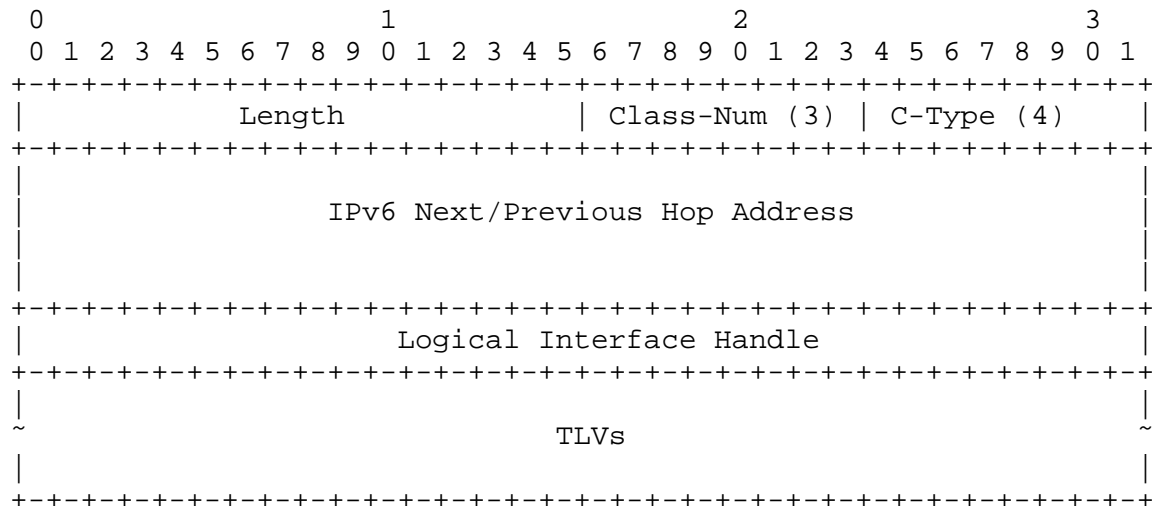 0                   1                   2                   3
 0 1 2 3 4 5 6 7 8 9 0 1 2 3 4 5 6 7 8 9 0 1 2 3 4 5 6 7 8 9 0 1
+-+-+-+-+-+-+-+-+-+-+-+-+-+-+-+-+-+-+-+-+-+-+-+-+-+-+-+-+-+-+-+-+
|            Length             | Class-Num (3) | C-Type (4)    |
+-+-+-+-+-+-+-+-+-+-+-+-+-+-+-+-+-+-+-+-+-+-+-+-+-+-+-+-+-+-+-+-+
|                                                               |
|                 IPv6 Next/Previous Hop Address                |
|                                                               |
|                                                               |
+-+-+-+-+-+-+-+-+-+-+-+-+-+-+-+-+-+-+-+-+-+-+-+-+-+-+-+-+-+-+-+-+
|                     Logical Interface Handle                  |
+-+-+-+-+-+-+-+-+-+-+-+-+-+-+-+-+-+-+-+-+-+-+-+-+-+-+-+-+-+-+-+-+
|                                                               |
~                              TLVs                             ~
|                                                               |
+-+-+-+-+-+-+-+-+-+-+-+-+-+-+-+-+-+-+-+-+-+-+-+-+-+-+-+-+-+-+-+-+